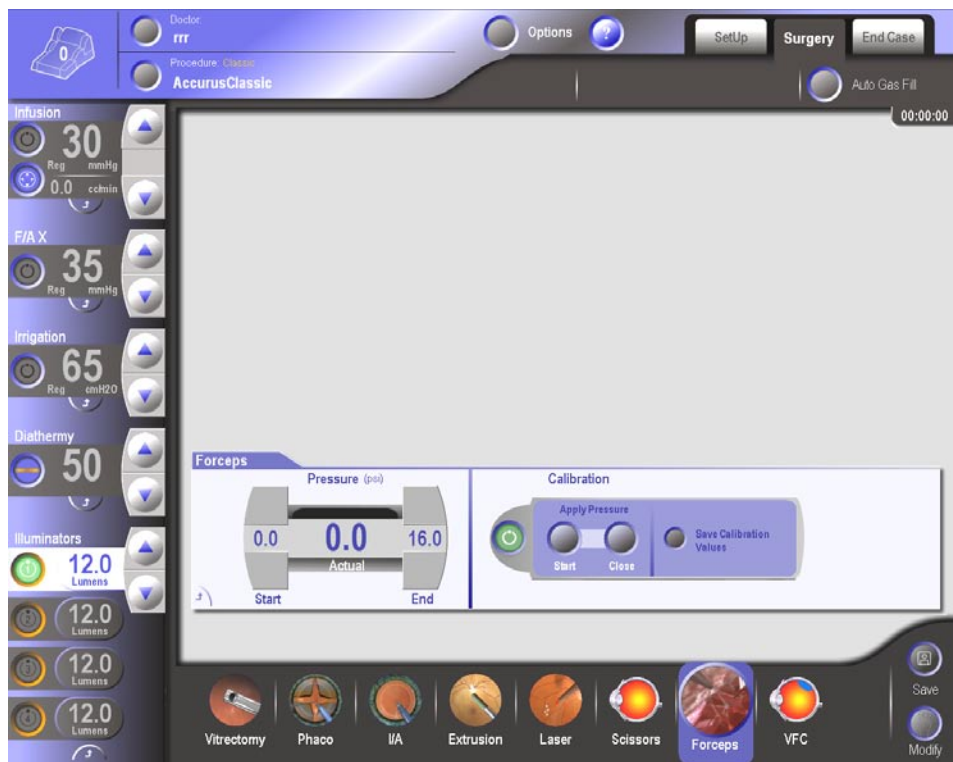 0
Doctor:
rrr
Procedure: Classic
AccurusClassic
Options
?
SetUp
Surgery
End Case
Auto Gas Fill
00:00:00
Infusion
30
Reg mmHg
0.0 cc/min
F/A X
35
Reg mmHg
Irrigation
65
Reg cmH2O
Diathermy
50
Illuminators
1
12.0
Lumens
2
12.0
Lumens
3
12.0
Lumens
4
12.0
Lumens
Forceps
Pressure (psi)
0.0
0.0
16.0
Actual
Start
End
Calibration
Apply Pressure
Start
Close
Save Calibration
Values
Vitrectomy
Phaco
I/A
Extrusion
Laser
Scissors
Forceps
VFC
Save
Modify